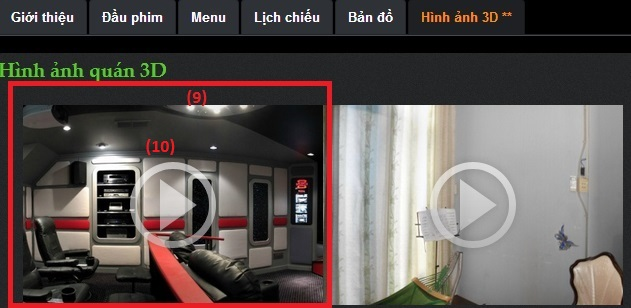 Giới thiệu
Đầu phim
Menu
Lịch chiếu
Bản đồ
Hình ảnh 3D **
Hình ảnh quán 3D
(9)
(10)